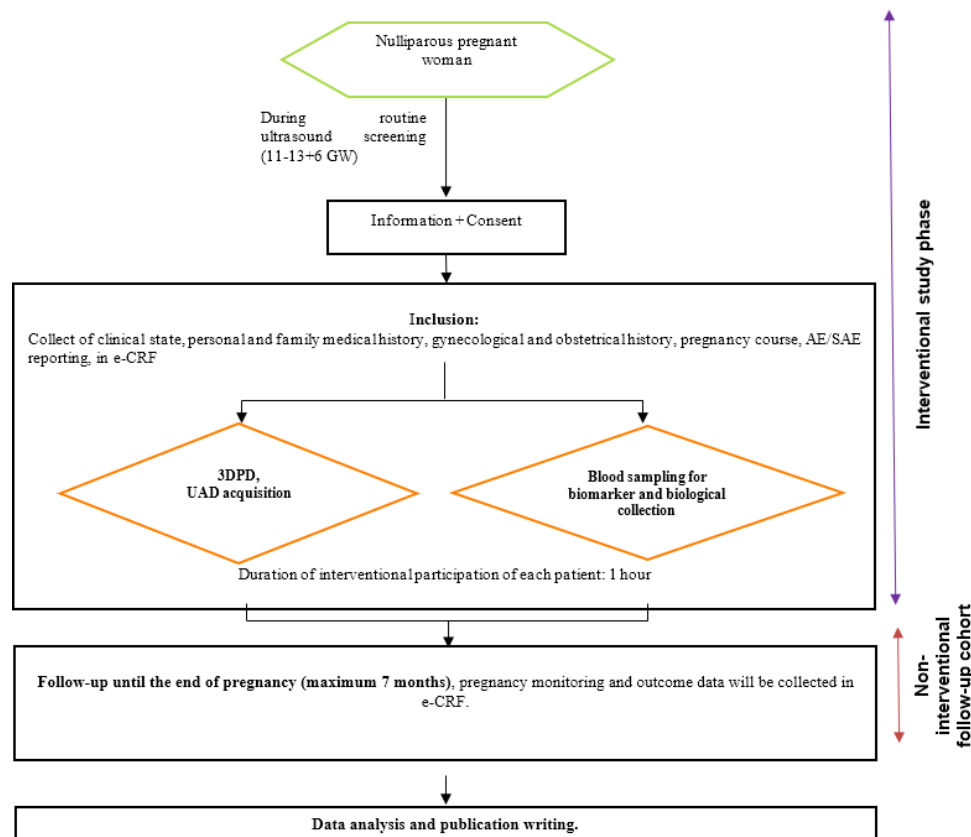 Nulliparous pregnant
woman
During routine
ultrasound screening
(11-13+6 GW)
Information + Consent
Inclusion:
Collect of clinical state, personal and family medical history, gynecological and obstetrical history, pregnancy course, AE/SAE
reporting, in e-CRF
3DPD,
UAD acquisition
Blood sampling for
biomarker and biological
collection
Duration of interventional participation of each patient: 1 hour
Interventional study phase
Follow-up until the end of pregnancy (maximum 7 months), pregnancy monitoring and outcome data will be collected in
e-CRF.
Non-
interventional
follow-up cohort
Data analysis and publication writing.